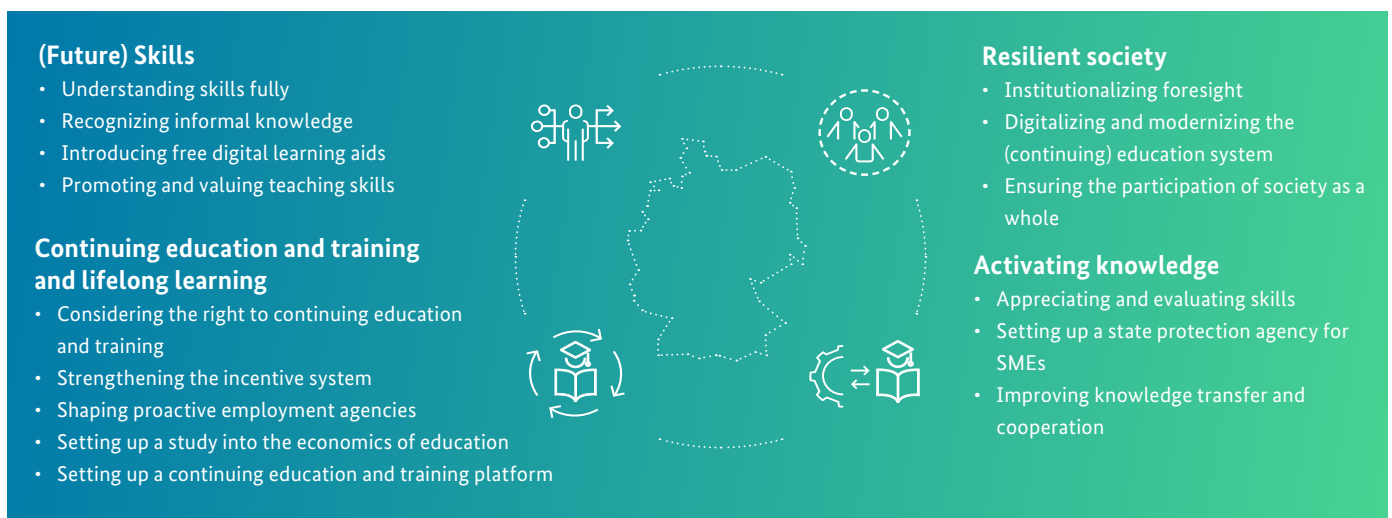 (Future) Skills
• Understanding skills fully
• Recognizing informal knowledge
• Introducing free digital learning aids
• Promoting and valuing teaching skills
Continuing education and training
and lifelong learning
• Considering the right to continuing education
and training
• Strengthening the incentive system
• Shaping proactive employment agencies
• Setting up a study into the economics of education
• Setting up a continuing education and training platform
Resilient society
• Institutionalizing foresight
• Digitalizing and modernizing the
(continuing) education system
• Ensuring the participation of society as a
whole
Activating knowledge
• Appreciating and evaluating skills
• Setting up a state protection agency for
SMEs
• Improving knowledge transfer and
cooperation